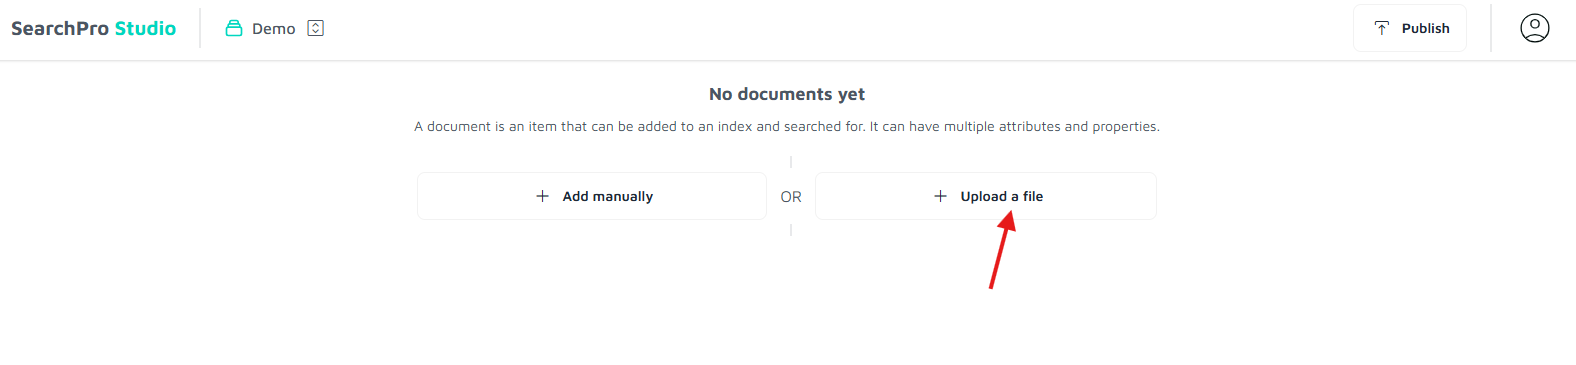 SearchPro Studio
Demo
Publish
No documents yet
A document is an item that can be added to an index and searched for. It can have multiple attributes and properties.
Add manually
OR
Upload a file